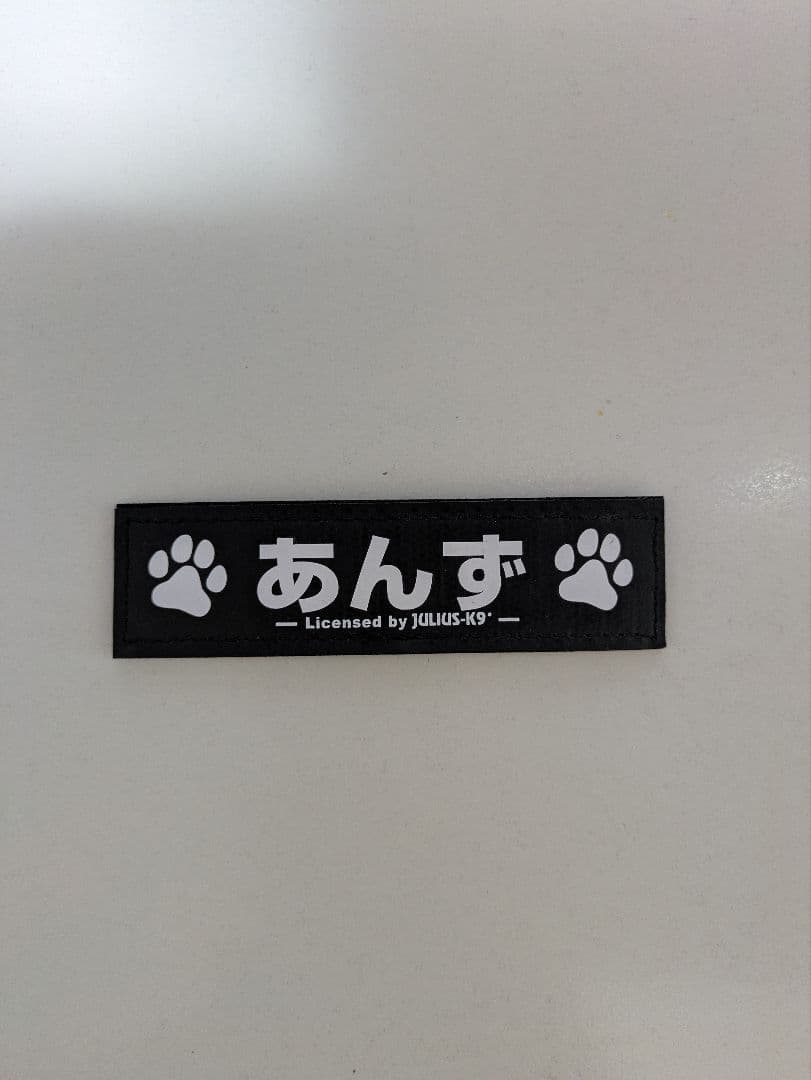 あんず
— Licensed by JULIUS-K9® —